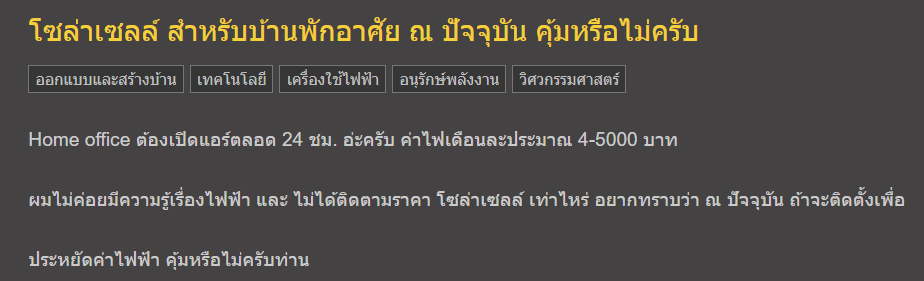 โซล่าเซลล์ สำหรับบ้านพักอาศัย ณ ปัจจุบัน คุ้มหรือไม่ครับ
ออกแบบและสร้างบ้าน เทคโนโลยี เครื่องใช้ไฟฟ้า อนุรักษ์พลังงาน วิศวกรรมศาสตร์
Home office ต้องเปิดแอร์ตลอด 24 ชม. อ่ะครับ ค่าไฟเดือนละประมาณ 4-5000 บาท
ผมไม่ค่อยมีความรู้เรื่องไฟฟ้า และ ไม่ได้ติดตามราคา โซล่าเซลล์ เท่าไหร่ อยากทราบว่า ณ ปัจจุบัน ถ้าจะติดตั้งเพื่อ
ประหยัดค่าไฟฟ้า คุ้มหรือไม่ครับท่าน